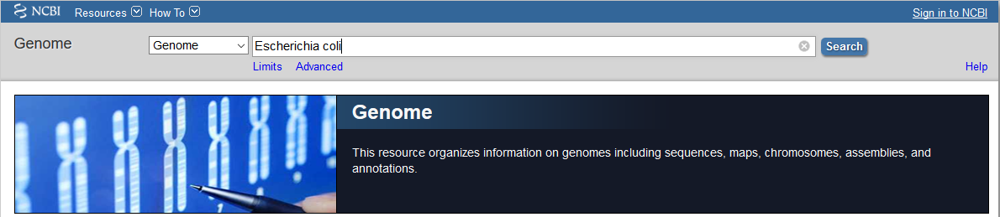 NCBI Resources How To Sign in to NCBI
Genome Genome Escherichia coli Search
Limits Advanced Help
Genome
This resource organizes information on genomes including sequences, maps, chromosomes, assemblies, and
annotations.